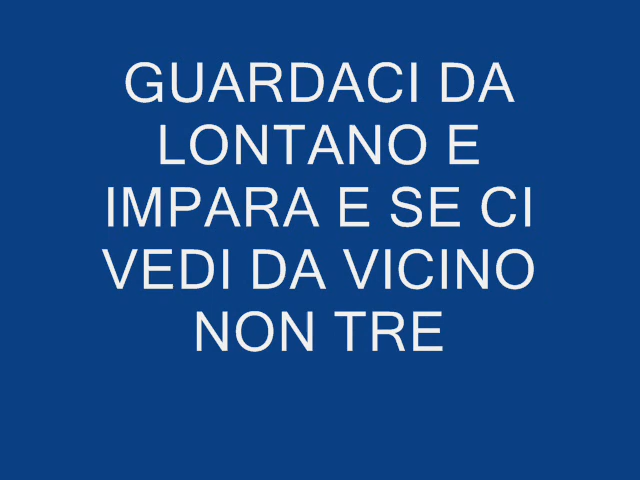 GUARDACI DA
LONTANO E
IMPARA E SE CI
VEDI DA VICINO
NON TRE